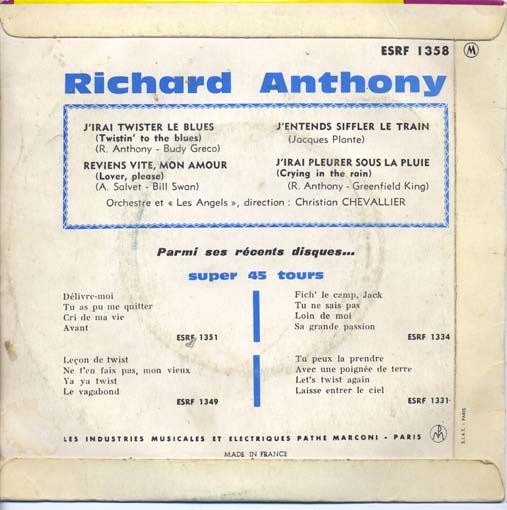 ESRF 1358 M
Richard Anthony
J'IRAI TWISTER LE BLUES
(Twistin' to the blues)
(R. Anthony - Budy Greco)
REVIENS VITE, MON AMOUR
(Lover, please)
(A. Salvet - Bill Swan)
J'ENTENDS SIFFLER LE TRAIN
(Jacques Plante)
J'IRAI PLEURER SOUS LA PLUIE
(Crying in the rain)
(R. Anthony - Greenfield King)
Orchestre et « Les Angels », direction : Christian CHEVALLIER
Parmi ses récents disques...
super 45 tours
Délivre-moi
Tu as pu me quitter
Cri de ma vie
Avant
ESRF 1351
Fich' le camp, Jack
Tu ne sais pas
Loin de moi
Sa grande passion
ESRF 1334
Leçon de twist
Ne t'en fais pas, mon vieux
Ya ya twist
Le vagabond
ESRF 1349
Tu peux la prendre
Avec une poignée de terre
Let's twist again
Laisse entrer le ciel
ESRF 1331
LES INDUSTRIES MUSICALES ET ELECTRIQUES PATHE MARCONI - PARIS
MADE IN FRANCE